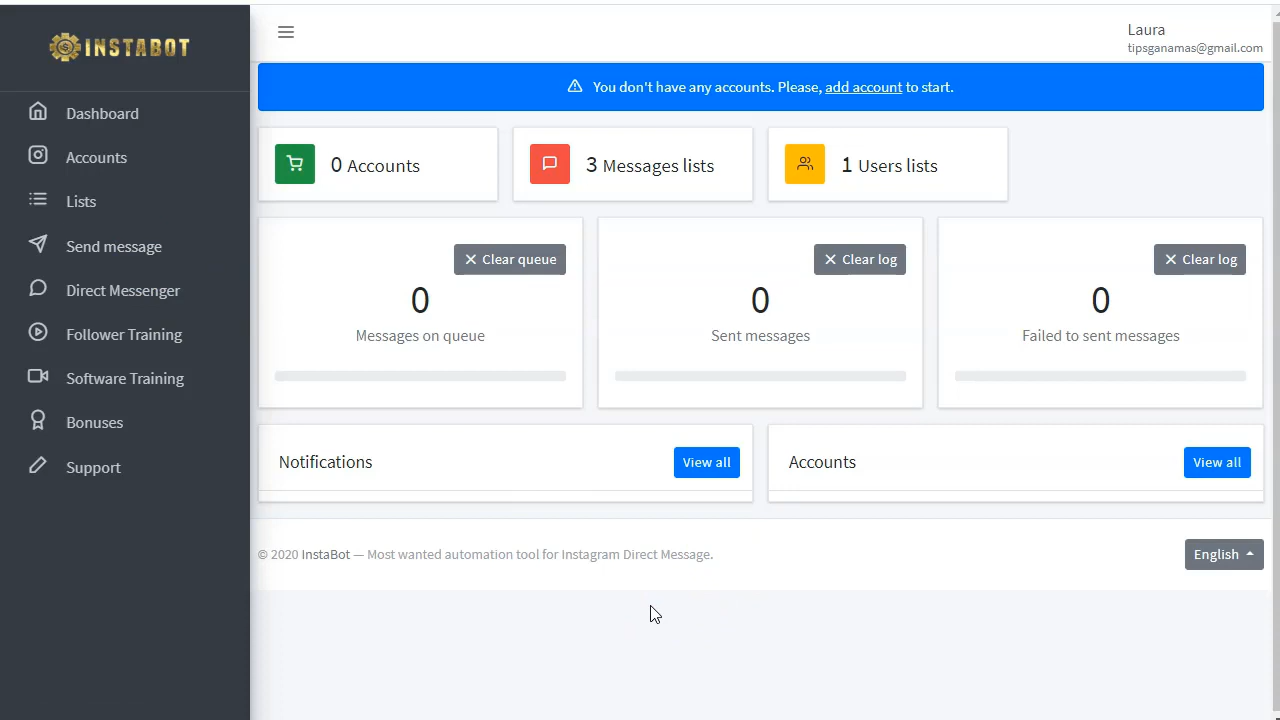 INSTABOT
Laura
tipsganamas@gmail.com
You don't have any accounts. Please, add account to start.
Dashboard
Accounts
Lists
Send message
Direct Messenger
Follower Training
Software Training
Bonuses
Support
0 Accounts
3 Messages lists
1 Users lists
Clear queue
0
Messages on queue
Clear log
0
Sent messages
Clear log
0
Failed to sent messages
Notifications
View all
Accounts
View all
© 2020 InstaBot — Most wanted automation tool for Instagram Direct Message.
English